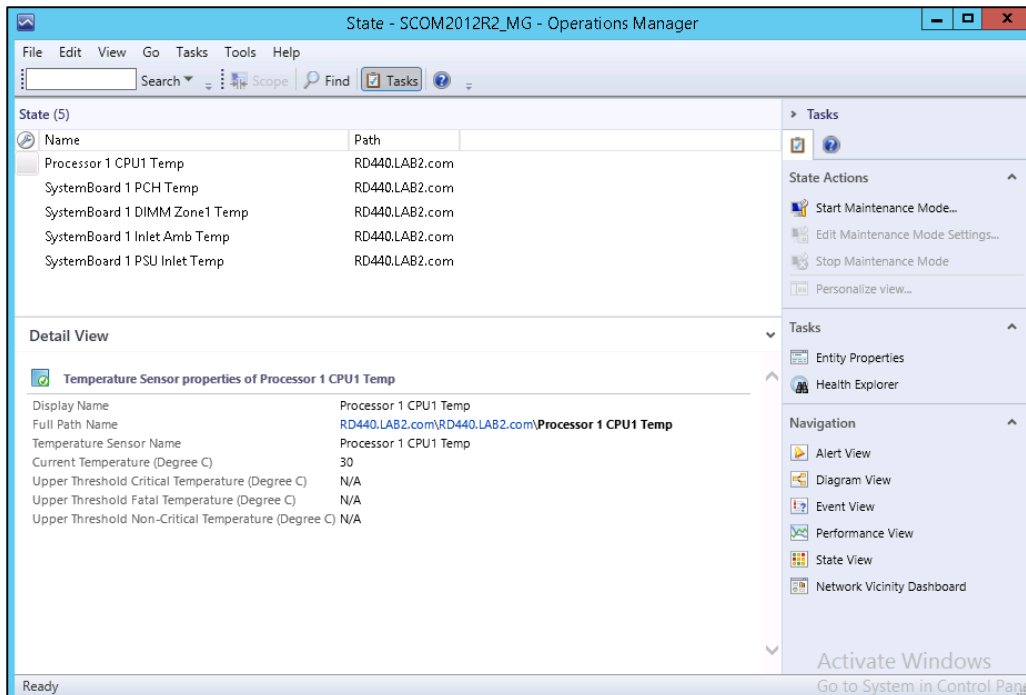 State - SCOM2012R2_MG - Operations Manager
File Edit View Go Tasks Tools Help
Search Scope Find Tasks
State (5)
Name Path
Processor 1 CPU1 Temp RD440.LAB2.com
SystemBoard 1 PCH Temp RD440.LAB2.com
SystemBoard 1 DIMM Zone1 Temp RD440.LAB2.com
SystemBoard 1 Inlet Amb Temp RD440.LAB2.com
SystemBoard 1 PSU Inlet Temp RD440.LAB2.com
Detail View
Temperature Sensor properties of Processor 1 CPU1 Temp
Display Name Processor 1 CPU1 Temp
Full Path Name RD440.LAB2.com\RD440.LAB2.com\Processor 1 CPU1 Temp
Temperature Sensor Name Processor 1 CPU1 Temp
Current Temperature (Degree C) 30
Upper Threshold Critical Temperature (Degree C) N/A
Upper Threshold Fatal Temperature (Degree C) N/A
Upper Threshold Non-Critical Temperature (Degree C) N/A
Tasks
State Actions
Start Maintenance Mode...
Edit Maintenance Mode Settings...
Stop Maintenance Mode
Personalize view...
Tasks
Entity Properties
Health Explorer
Navigation
Alert View
Diagram View
Event View
Performance View
State View
Network Vicinity Dashboard
Activate Windows
Go to System in Control Pane
Ready